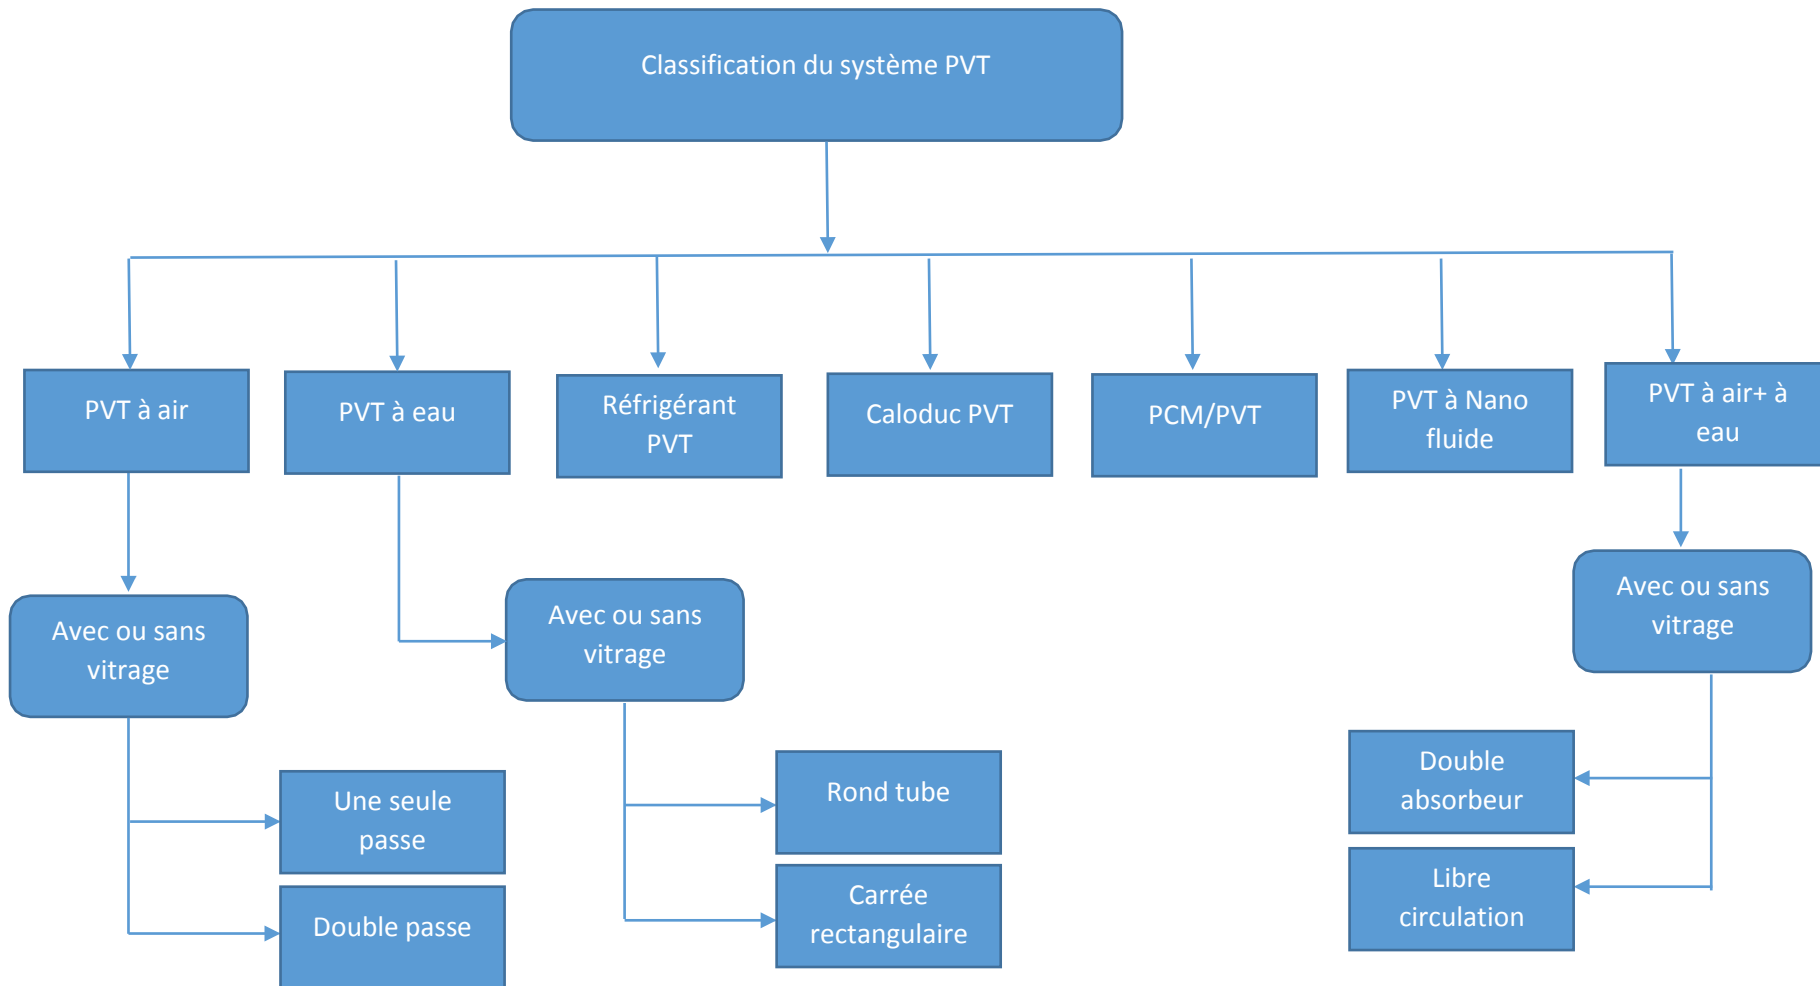 Classification du système PVT
PVT à air
PVT à eau
Réfrigérant
PVT
Caloduc PVT
PCM/PVT
PVT à Nano
fluide
PVT à air+ à
eau
Avec ou sans
vitrage
Avec ou sans
vitrage
Avec ou sans
vitrage
Une seule
passe
Double passe
Rond tube
Carrée
rectangulaire
Double
absorbeur
Libre
circulation